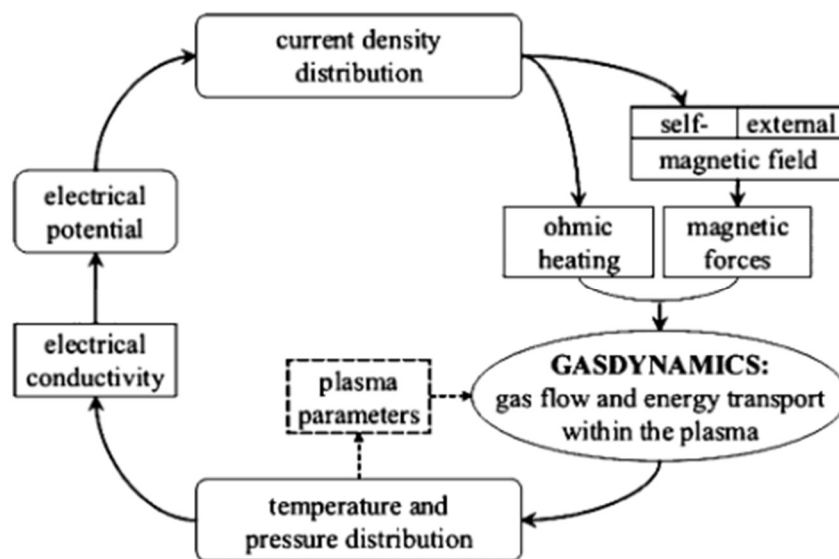 current density
distribution
self-
external
magnetic field
electrical
potential
ohmic
heating
magnetic
forces
electrical
conductivity
plasma
parameters
GASDYNAMICS:
gas flow and energy transport
within the plasma
temperature and
pressure distribution